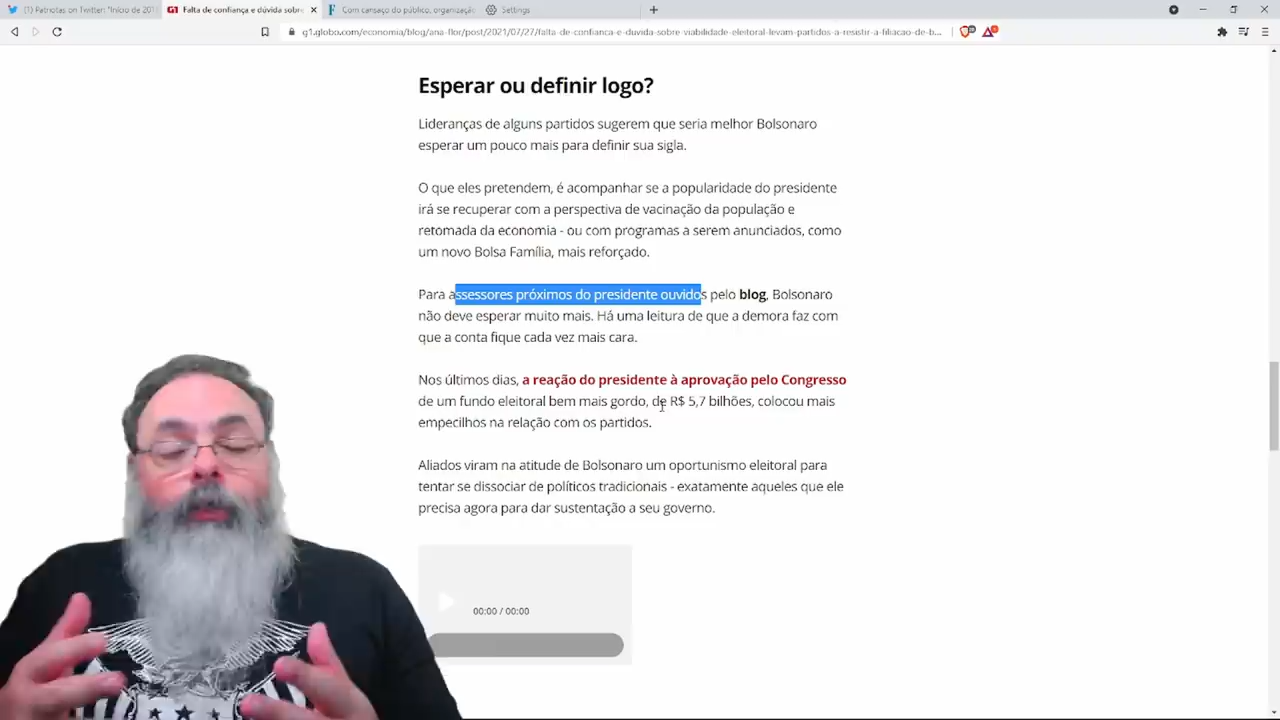 (1) Patriotas on Twitter: "Início de 201
Falta de confiança e dúvida sobre
Com cansaço do público, organização
Settings
g1.globo.com/economia/blog/ana-flor/post/2021/07/27/falta-de-confianca-e-duvida-sobre-viabilidade-eleitoral-levam-partidos-a-resistir-a-filiacao-de-b...
Esperar ou definir logo?
Lideranças de alguns partidos sugerem que seria melhor Bolsonaro
esperar um pouco mais para definir sua sigla.
O que eles pretendem, é acompanhar se a popularidade do presidente
irá se recuperar com a perspectiva de vacinação da população e
retomada da economia - ou com programas a serem anunciados, como
um novo Bolsa Família, mais reforçado.
Para assessores próximos do presidente ouvidos pelo blog, Bolsonaro
não deve esperar muito mais. Há uma leitura de que a demora faz com
que a conta fique cada vez mais cara.
Nos últimos dias, a reação do presidente à aprovação pelo Congresso
de um fundo eleitoral bem mais gordo, de R$ 5,7 bilhões, colocou mais
empecilhos na relação com os partidos.
Aliados viram na atitude de Bolsonaro um oportunismo eleitoral para
tentar se dissociar de políticos tradicionais - exatamente aqueles que ele
precisa agora para dar sustentação a seu governo.
00:00 / 00:00